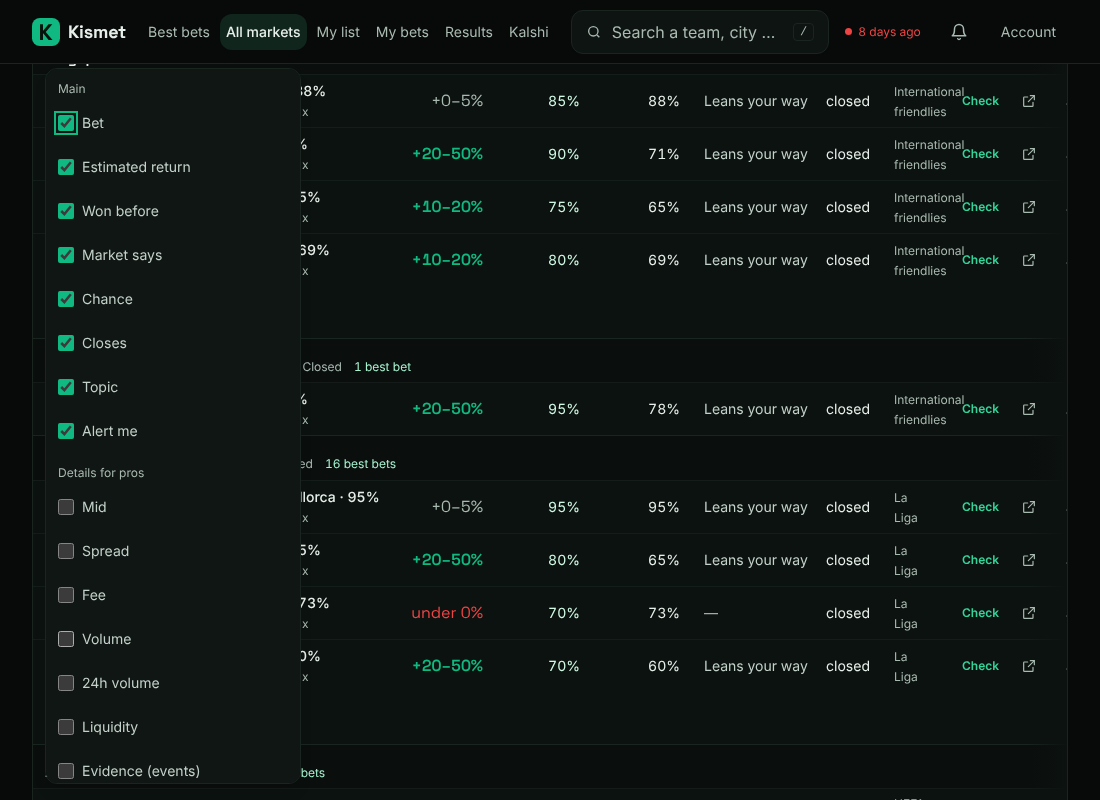 K Kismet Best bets All markets My list My bets Results Kalshi Search a team, city ... / 8 days ago Account
Main
Bet
Estimated return
Won before
Market says
Chance
Closes
Topic
Alert me
Details for pros
Mid
Spread
Fee
Volume
24h volume
Liquidity
Evidence (events)
88% +0–5% 85% 88% Leans your way closed International friendlies Check
x
% +20–50% 90% 71% Leans your way closed International friendlies Check
x
5% +10–20% 75% 65% Leans your way closed International friendlies Check
x
69% +10–20% 80% 69% Leans your way closed International friendlies Check
x
Closed 1 best bet
% +20–50% 95% 78% Leans your way closed International friendlies Check
x
ed 16 best bets
llorca · 95% +0–5% 95% 95% Leans your way closed La Liga Check
x
5% +20–50% 80% 65% Leans your way closed La Liga Check
x
73% under 0% 70% 73% — closed La Liga Check
x
0% +20–50% 70% 60% Leans your way closed La Liga Check
x
bets